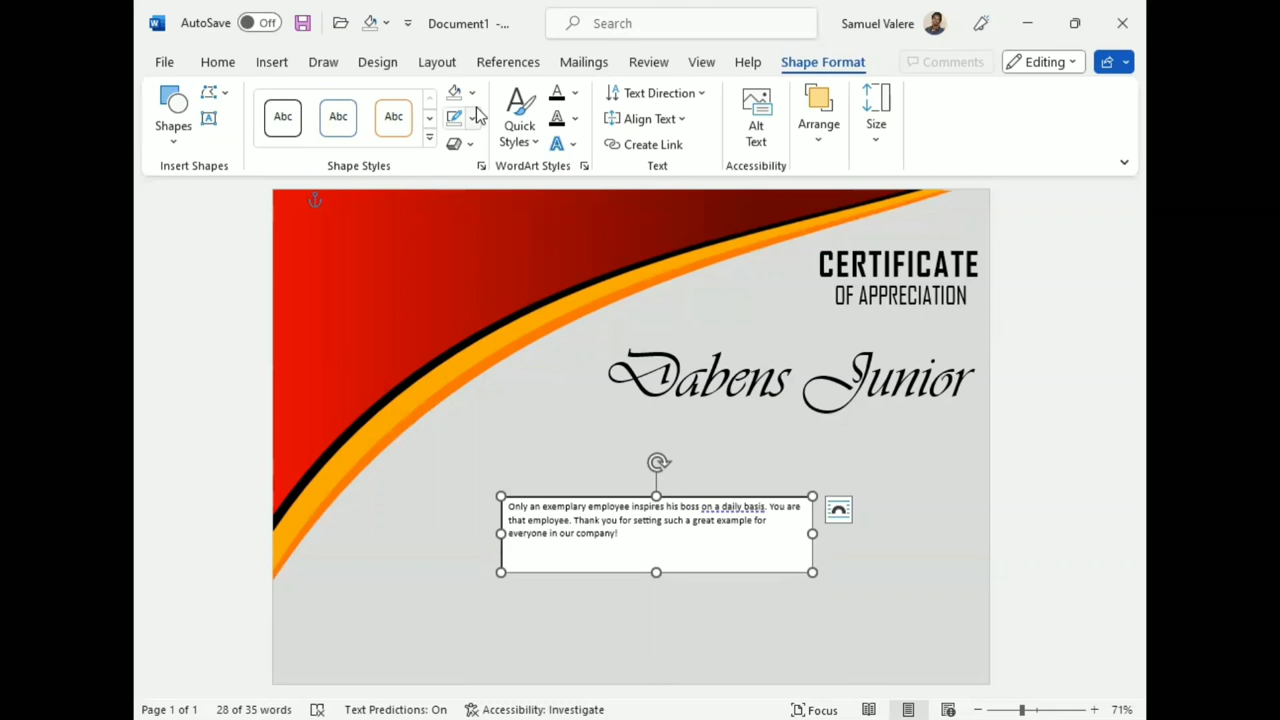 AutoSave Off Document1 -... Search Samuel Valere
File Home Insert Draw Design Layout References Mailings Review View Help Shape Format Comments Editing
Shapes
Abc Abc Abc
Quick
Styles
Text Direction
Align Text
Create Link
Alt
Text
Arrange
Size
Insert Shapes Shape Styles WordArt Styles Text Accessibility
CERTIFICATE
OF APPRECIATION
Dabens Junior
Only an exemplary employee inspires his boss on a daily basis. You are
that employee. Thank you for setting such a great example for
everyone in our company!
Page 1 of 1 28 of 35 words Text Predictions: On Accessibility: Investigate Focus 71%